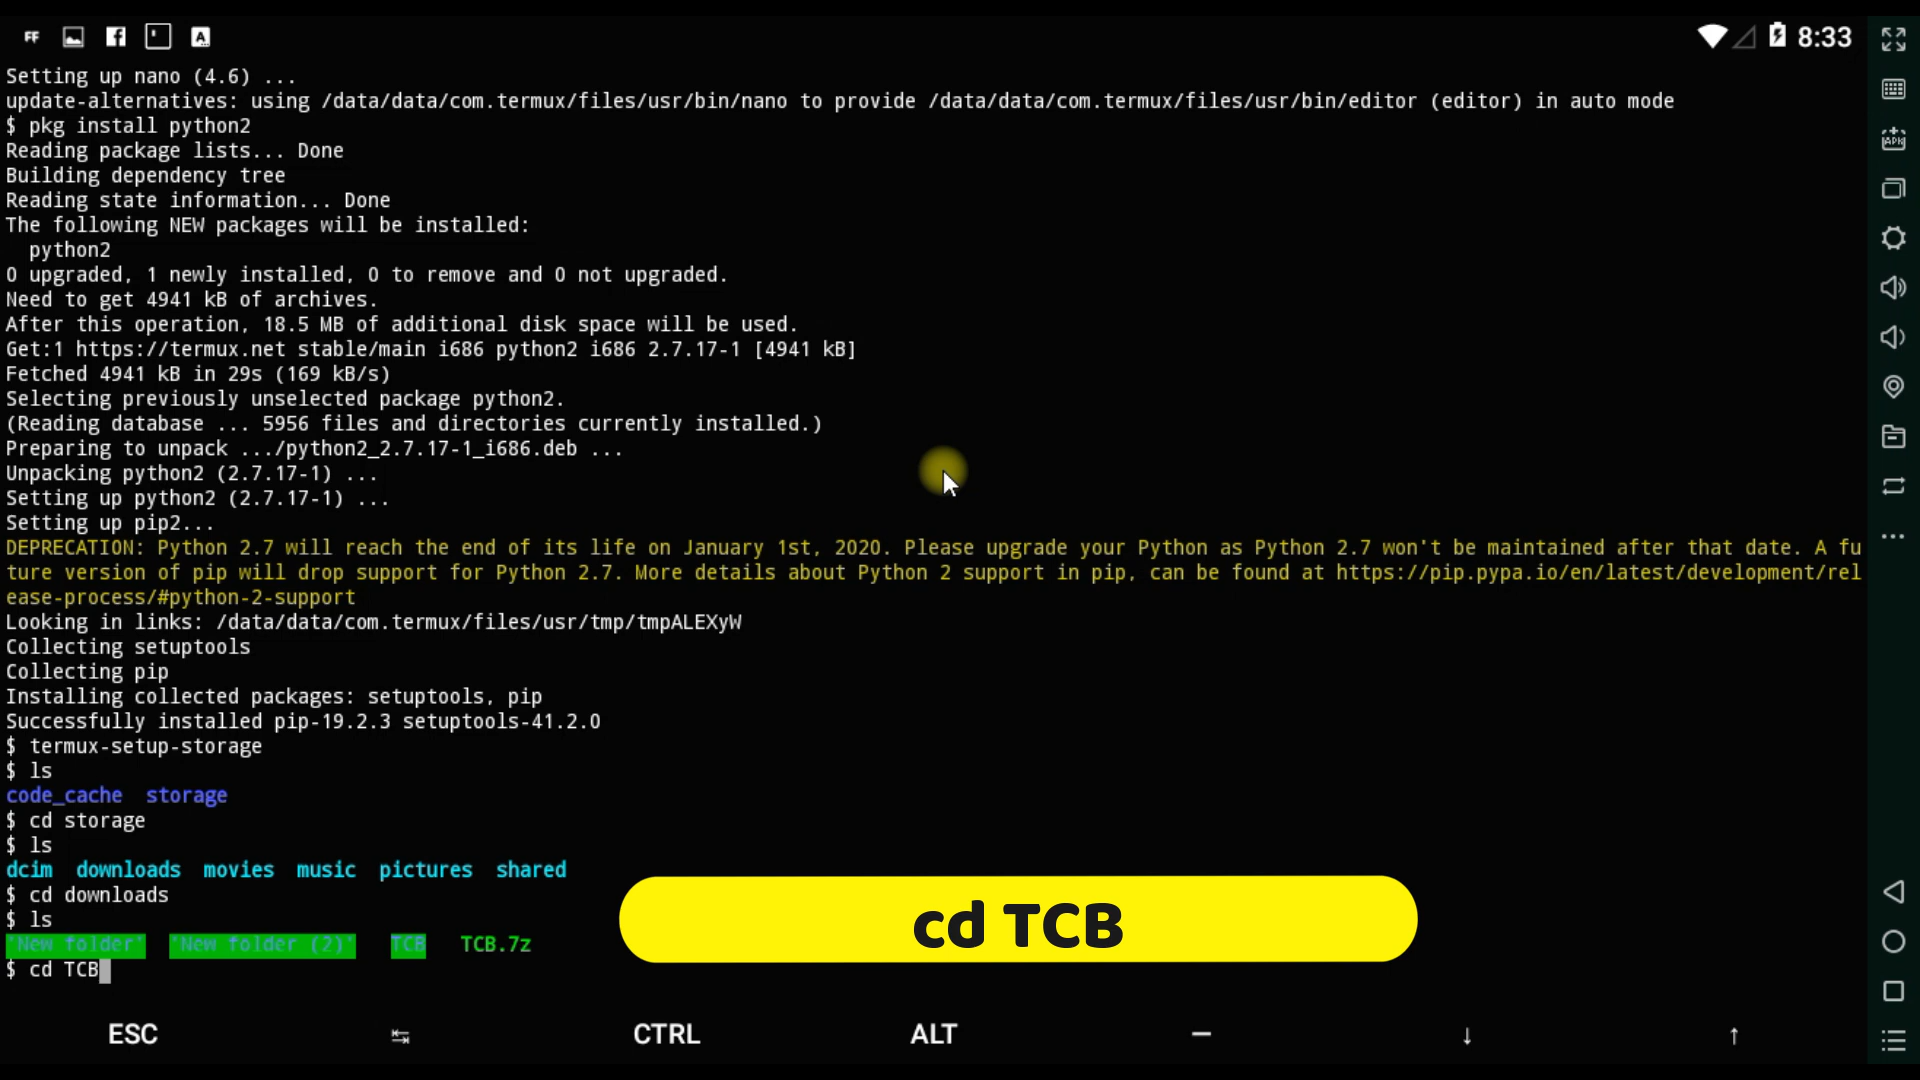 FF
A
8:33
Setting up nano (4.6) ...
update-alternatives: using /data/data/com.termux/files/usr/bin/nano to provide /data/data/com.termux/files/usr/bin/editor (editor) in auto mode
$ pkg install python2
Reading package lists... Done
Building dependency tree
Reading state information... Done
The following NEW packages will be installed:
  python2
0 upgraded, 1 newly installed, 0 to remove and 0 not upgraded.
Need to get 4941 kB of archives.
After this operation, 18.5 MB of additional disk space will be used.
Get:1 https://termux.net stable/main i686 python2 i686 2.7.17-1 [4941 kB]
Fetched 4941 kB in 29s (169 kB/s)
Selecting previously unselected package python2.
(Reading database ... 5956 files and directories currently installed.)
Preparing to unpack .../python2_2.7.17-1_i686.deb ...
Unpacking python2 (2.7.17-1) ...
Setting up python2 (2.7.17-1) ...
Setting up pip2...
DEPRECATION: Python 2.7 will reach the end of its life on January 1st, 2020. Please upgrade your Python as Python 2.7 won't be maintained after that date. A fu
ture version of pip will drop support for Python 2.7. More details about Python 2 support in pip, can be found at https://pip.pypa.io/en/latest/development/rel
ease-process/#python-2-support
Looking in links: /data/data/com.termux/files/usr/tmp/tmpALEXyW
Collecting setuptools
Collecting pip
Installing collected packages: setuptools, pip
Successfully installed pip-19.2.3 setuptools-41.2.0
$ termux-setup-storage
$ ls
code_cache  storage
$ cd storage
$ ls
dcim  downloads  movies  music  pictures  shared
$ cd downloads
$ ls
'New folder'  'New folder (2)'   TCB   TCB.7z
$ cd TCB
cd TCB
ESC ↹ CTRL ALT — ↓ ↑
APK